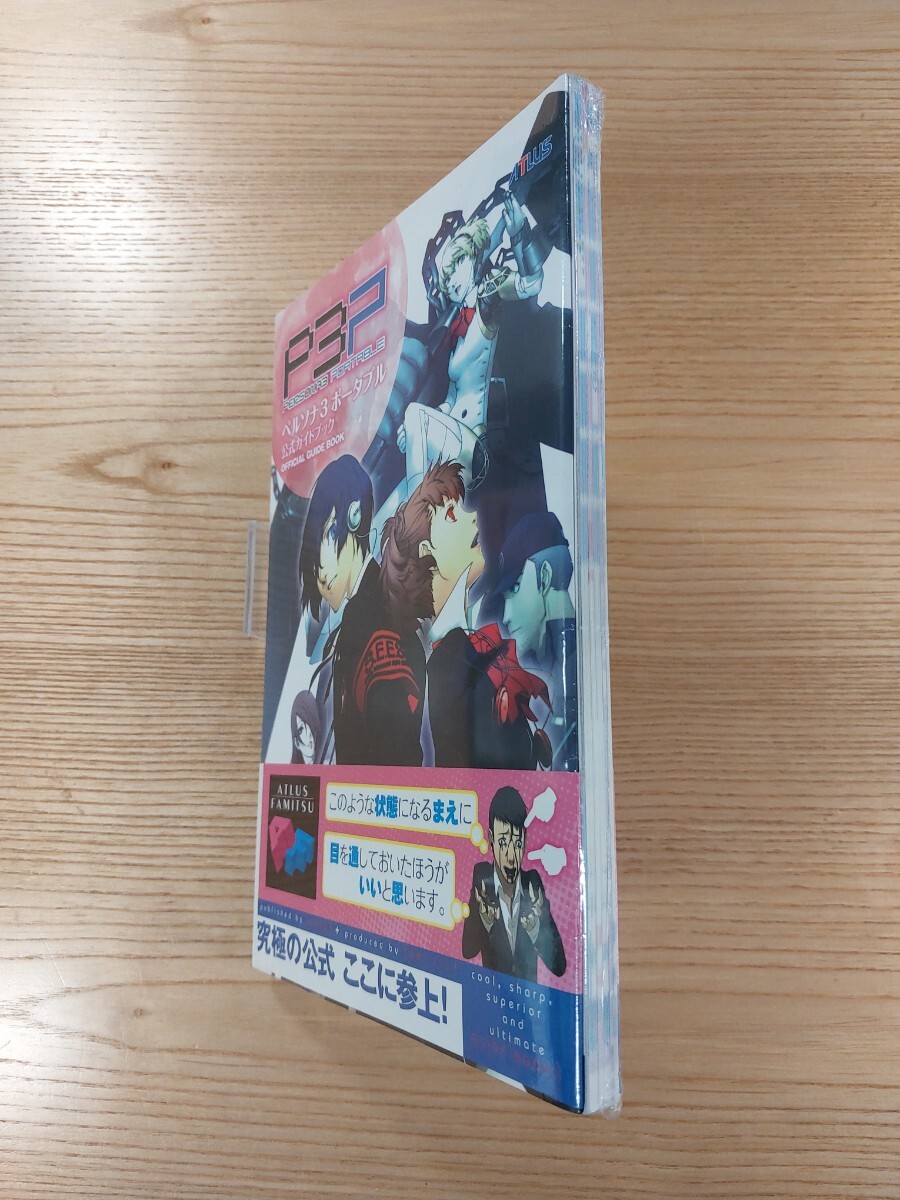 ATLUS
P3P
PERSONA3 PORTABLE
ペルソナ3 ポータブル
公式ガイドブック
OFFICIAL GUIDE BOOK
ATLUS
FAMITSU
このような状態になるまえに
目を通しておいたほうが
いいと思います。
published by
produced by
究極の公式 ここに参上!
cool, sharp,
superior
and
ultimate